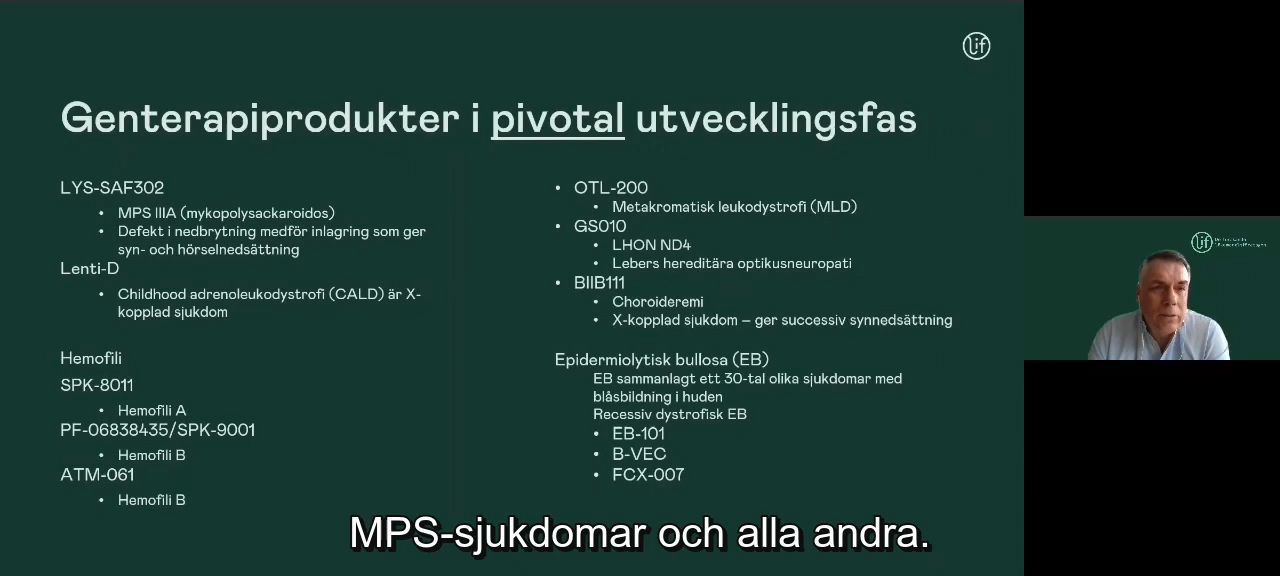 lif
Genterapiprodukter i pivotal utvecklingsfas
LYS-SAF302
• MPS IIIA (mykopolysackaroidos)
• Defekt i nedbrytning medför inlagring som ger
syn- och hörselnedsättning
Lenti-D
• Childhood adrenoleukodystrofi (CALD) är X-
kopplad sjukdom
Hemofili
SPK-8011
• Hemofili A
PF-06838435/SPK-9001
• Hemofili B
ATM-061
• Hemofili B
• OTL-200
• Metakromatisk leukodystrofi (MLD)
• GS010
• LHON ND4
• Lebers hereditära optikusneuropati
• BIIB111
• Choroideremi
• X-kopplad sjukdom – ger successiv synnedsättning
Epidermiolytisk bullosa (EB)
EB sammanlagt ett 30-tal olika sjukdomar med
blåsbildning i huden
Recessiv dystrofisk EB
• EB-101
• B-VEC
• FCX-007
lif
MPS-sjukdomar och alla andra.